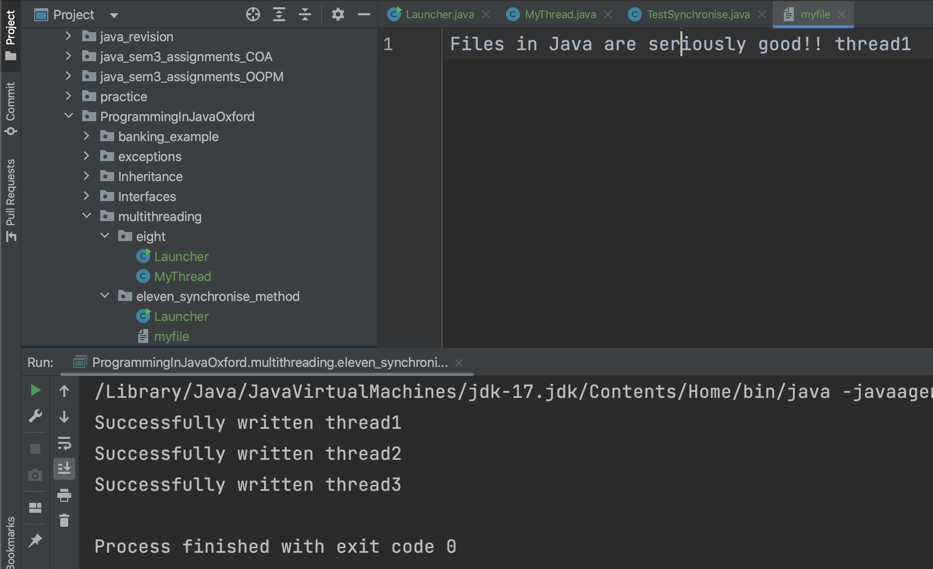 Project
Commit
Pull Requests
Bookmarks
Project
java_revision
java_sem3_assignments_COA
java_sem3_assignments_OOPM
practice
ProgrammingInJavaOxford
banking_example
exceptions
Inheritance
Interfaces
multithreading
eight
Launcher
MyThread
eleven_synchronise_method
Launcher
myfile
Launcher.java
MyThread.java
TestSynchronise.java
myfile
1 Files in Java are seriously good!! thread1
Run: ProgrammingInJavaOxford.multithreading.eleven_synchroni...
/Library/Java/JavaVirtualMachines/jdk-17.jdk/Contents/Home/bin/java -javaagen
Successfully written thread1
Successfully written thread2
Successfully written thread3
Process finished with exit code 0